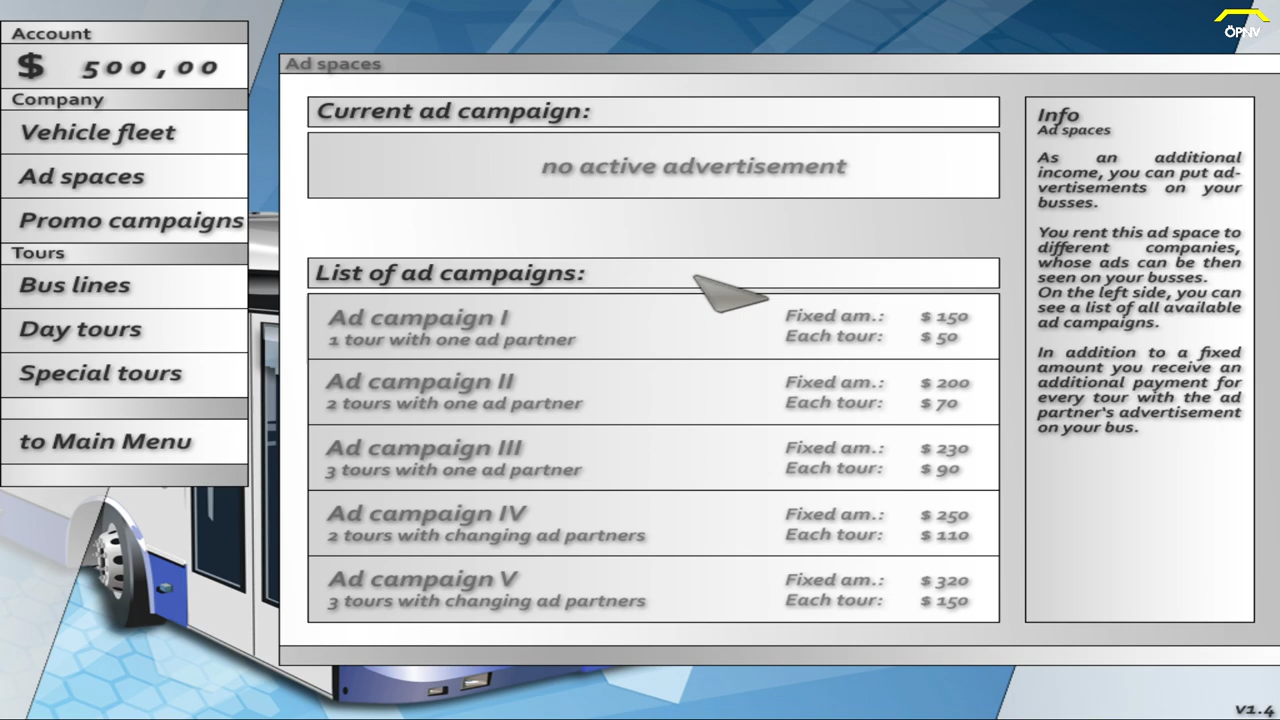 ÖPNV
Account
$ 500,00
Company
Vehicle fleet
Ad spaces
Promo campaigns
Tours
Bus lines
Day tours
Special tours
to Main Menu
Ad spaces
Current ad campaign:
no active advertisement
List of ad campaigns:
Ad campaign I Fixed am.: $ 150
1 tour with one ad partner Each tour: $ 50
Ad campaign II Fixed am.: $ 200
2 tours with one ad partner Each tour: $ 70
Ad campaign III Fixed am.: $ 230
3 tours with one ad partner Each tour: $ 90
Ad campaign IV Fixed am.: $ 250
2 tours with changing ad partners Each tour: $ 110
Ad campaign V Fixed am.: $ 320
3 tours with changing ad partners Each tour: $ 150
Info
Ad spaces
As an additional
income, you can put ad-
vertisements on your
busses.
You rent this ad space to
different companies,
whose ads can be then
seen on your busses.
On the left side, you can
see a list of all available
ad campaigns.
In addition to a fixed
amount you receive an
additional payment for
every tour with the ad
partner's advertisement
on your bus.
v1.4